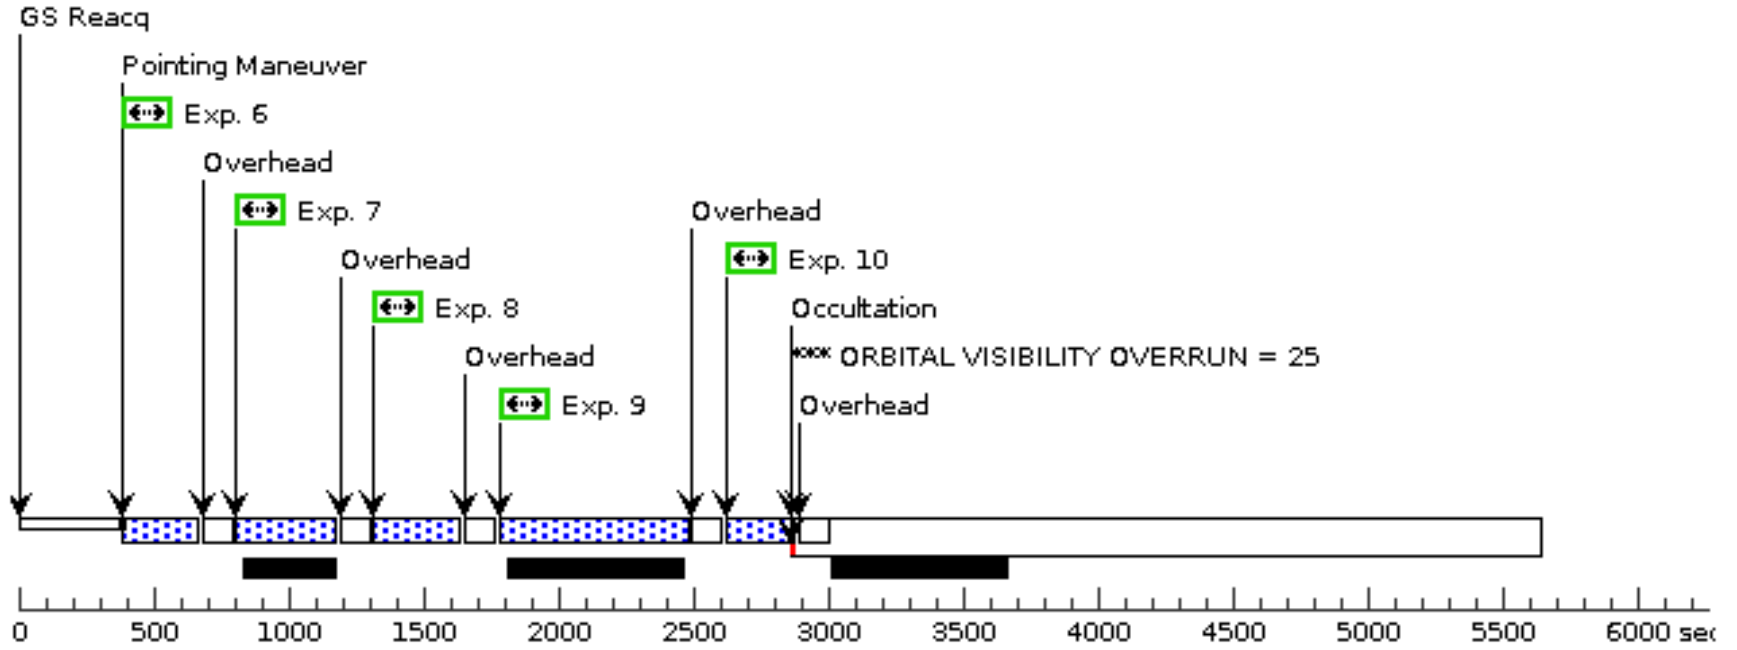 GS Reacq
Pointing Maneuver
Exp. 6
Overhead
Exp. 7
Overhead
Overhead
Exp. 10
Exp. 8
Occultation
Overhead
ORBITAL VISIBILITY OVERRUN = 25
Exp. 9
Overhead
0 500 1000 1500 2000 2500 3000 3500 4000 4500 5000 5500 6000 sec